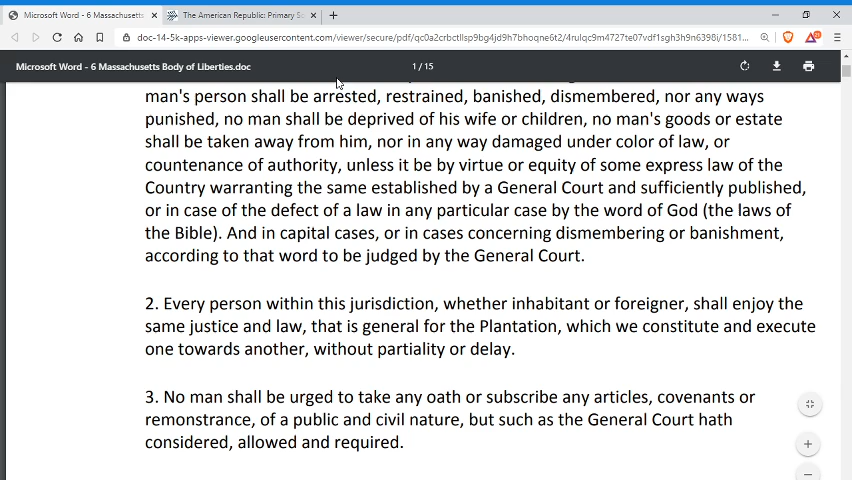 Microsoft Word - 6 Massachusetts
The American Republic: Primary So
doc-14-5k-apps-viewer.googleusercontent.com/viewer/secure/pdf/qc0a2crbctllsp9bg4jd9h7bhoqne6t2/4rulqc9m4727te07vdf1sgh3h9n6398i/1581...
Microsoft Word - 6 Massachusetts Body of Liberties.doc
1 / 15
man's person shall be arrested, restrained, banished, dismembered, nor any ways
punished, no man shall be deprived of his wife or children, no man's goods or estate
shall be taken away from him, nor in any way damaged under color of law, or
countenance of authority, unless it be by virtue or equity of some express law of the
Country warranting the same established by a General Court and sufficiently published,
or in case of the defect of a law in any particular case by the word of God (the laws of
the Bible). And in capital cases, or in cases concerning dismembering or banishment,
according to that word to be judged by the General Court.
2. Every person within this jurisdiction, whether inhabitant or foreigner, shall enjoy the
same justice and law, that is general for the Plantation, which we constitute and execute
one towards another, without partiality or delay.
3. No man shall be urged to take any oath or subscribe any articles, covenants or
remonstrance, of a public and civil nature, but such as the General Court hath
considered, allowed and required.